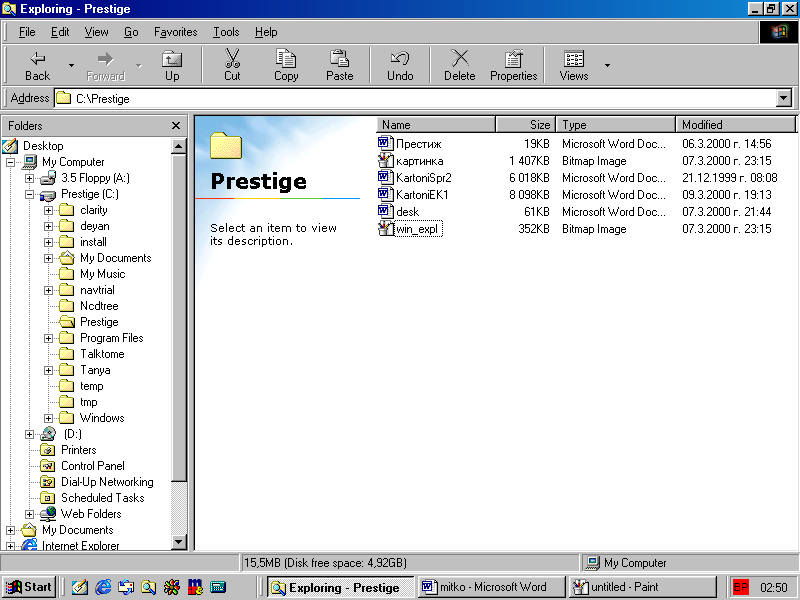 Exploring - Prestige
File Edit View Go Favorites Tools Help
Back Forward Up Cut Copy Paste Undo Delete Properties Views
Address C:\Prestige
Folders
Desktop
My Computer
3.5 Floppy (A:)
Prestige (C:)
clarity
deyan
install
My Documents
My Music
navtrial
Ncdtree
Prestige
Program Files
Talktome
Tanya
temp
tmp
Windows
(D:)
Printers
Control Panel
Dial-Up Networking
Scheduled Tasks
Web Folders
My Documents
Internet Explorer
Prestige
Select an item to view
its description.
Name Size Type Modified
Престиж 19KB Microsoft Word Doc... 06.3.2000 г. 14:56
картинка 1 407KB Bitmap Image 07.3.2000 г. 23:15
KartoniSpr2 6 018KB Microsoft Word Doc... 21.12.1999 г. 08:08
KartoniEK1 8 098KB Microsoft Word Doc... 09.3.2000 г. 19:13
desk 61KB Microsoft Word Doc... 07.3.2000 г. 21:44
win_expl 352KB Bitmap Image 07.3.2000 г. 23:15
15,5MB (Disk free space: 4,92GB) My Computer
Start Exploring - Prestige mitko - Microsoft Word untitled - Paint БР 02:50